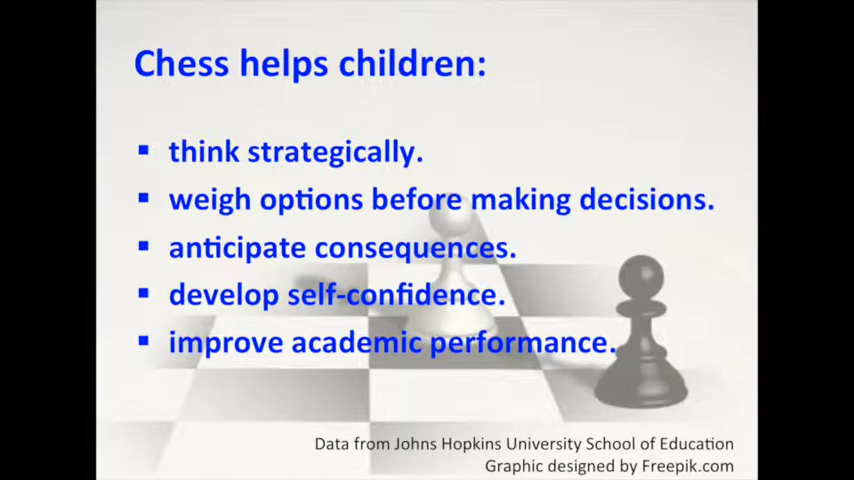 Chess helps children:
▪ think strategically.
▪ weigh options before making decisions.
▪ anticipate consequences.
▪ develop self-confidence.
▪ improve academic performance.
Data from Johns Hopkins University School of Education
Graphic designed by Freepik.com